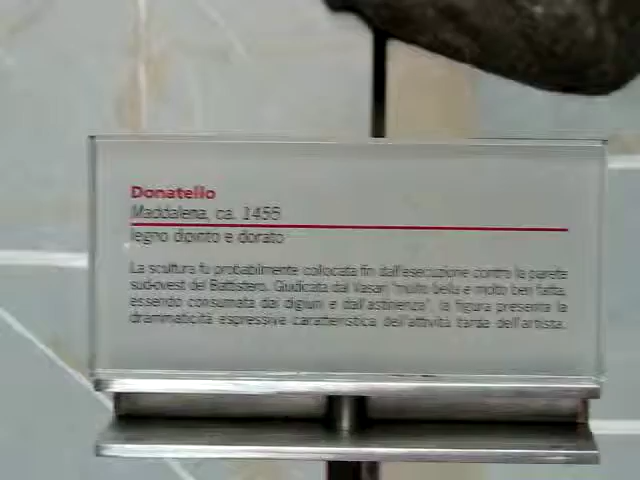 Donatello
Maddalena, ca. 1455
legno dipinto e dorato
La scultura fu probabilmente collocata fin dall'esecuzione contro la parete
sud-ovest del Battistero. Giudicata dal Vasari "molto bella e molto ben fatta,
essendo consumata dai digiuni e dall'astinenza", la figura presenta la
drammaticità espressiva caratteristica dell'attività tarda dell'artista.